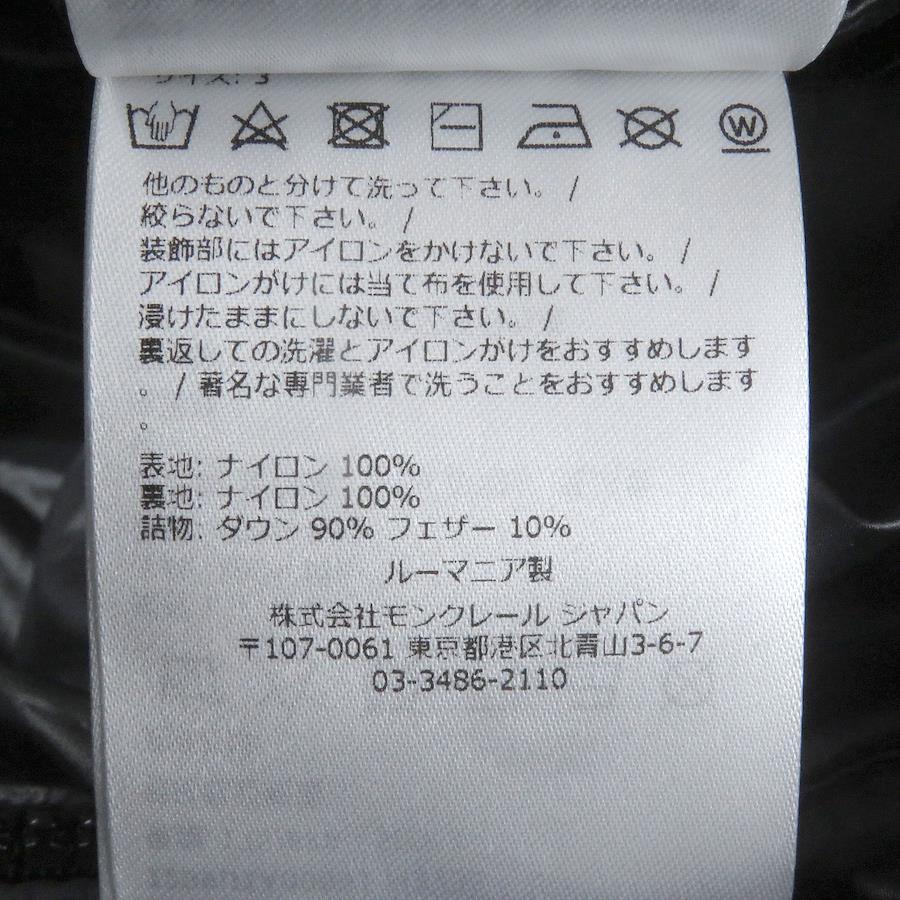 サイズ: 3
W
他のものと分けて洗って下さい。 /
絞らないで下さい。 /
装飾部にはアイロンをかけないで下さい。 /
アイロンがけには当て布を使用して下さい。 /
浸けたままにしないで下さい。 /
裏返しての洗濯とアイロンがけをおすすめします
。 / 著名な専門業者で洗うことをおすすめします
。
表地: ナイロン 100%
裏地: ナイロン 100%
詰物: ダウン 90% フェザー 10%
ルーマニア製
株式会社モンクレール ジャパン
〒107-0061 東京都港区北青山3-6-7
03-3486-2110